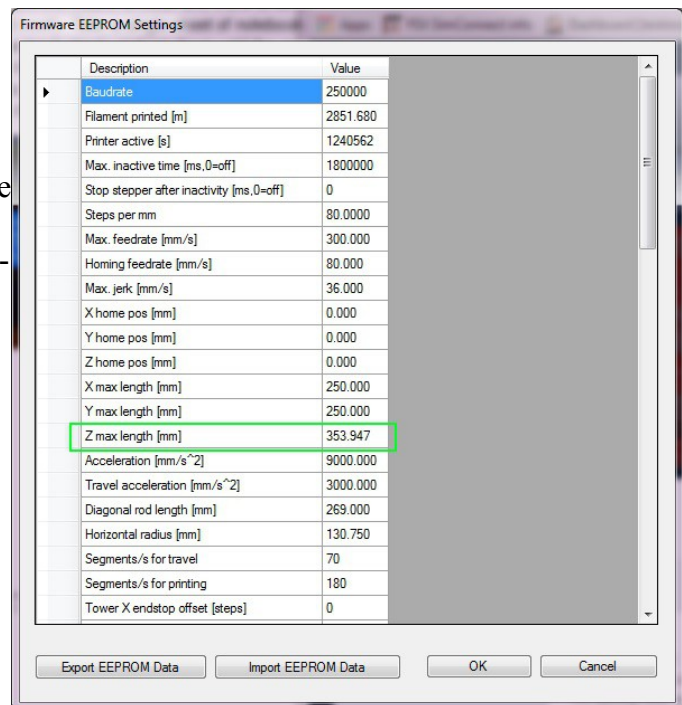 Firmware EEPROM Settings
Description Value
Baudrate 250000
Filament printed [m] 2851.680
Printer active [s] 1240562
Max. inactive time [ms,0=off] 1800000
e
Stop stepper after inactivity [ms,0=off] 0
Steps per mm 80.0000
-
Max. feedrate [mm/s] 300.000
Homing feedrate [mm/s] 80.000
Max. jerk [mm/s] 36.000
X home pos [mm] 0.000
Y home pos [mm] 0.000
Z home pos [mm] 0.000
X max length [mm] 250.000
Y max length [mm] 250.000
Z max length [mm] 353.947
Acceleration [mm/s^2] 9000.000
Travel acceleration [mm/s^2] 3000.000
Diagonal rod length [mm] 269.000
Horizontal radius [mm] 130.750
Segments/s for travel 70
Segments/s for printing 180
Tower X endstop offset [steps] 0
Export EEPROM Data Import EEPROM Data OK Cancel